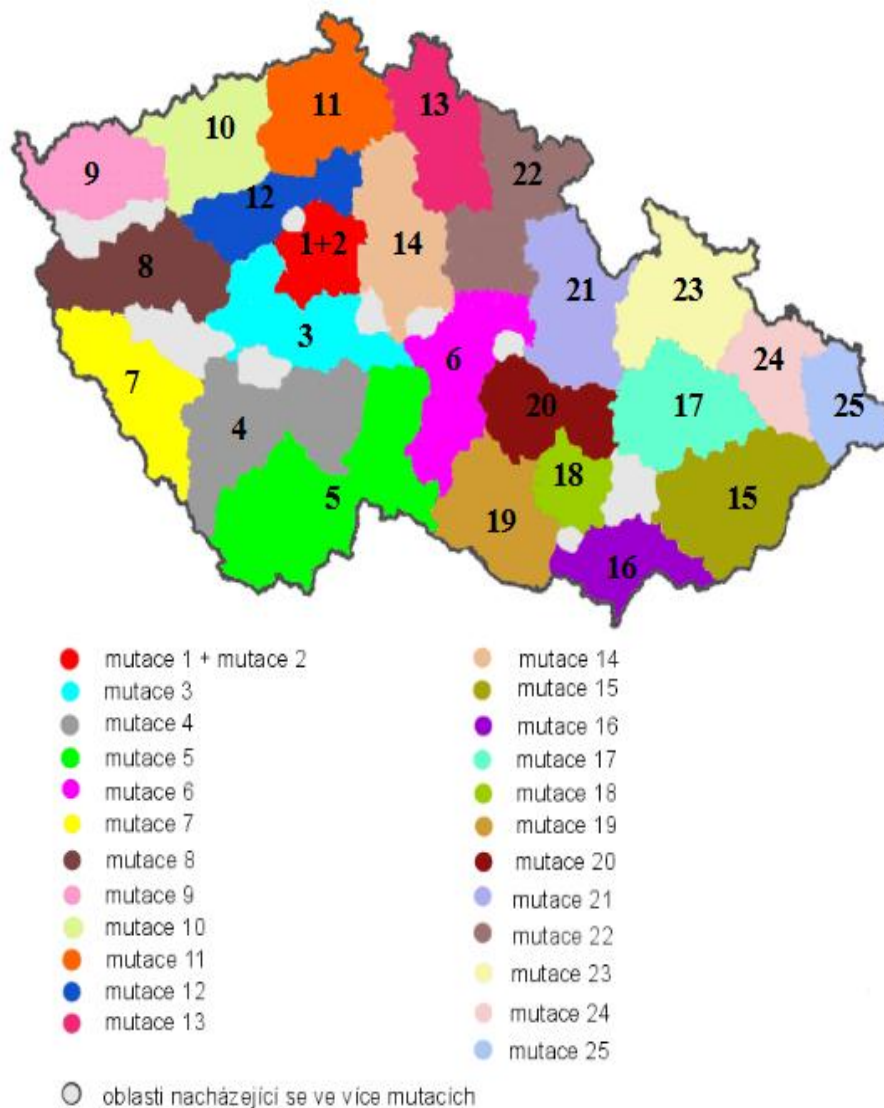 11
13
10
22
9
12
1+2
14
8
21
23
3
6
24
7
25
20
17
4
18
15
5
19
16
mutace 1 + mutace 2
mutace 3
mutace 4
mutace 5
mutace 6
mutace 7
mutace 8
mutace 9
mutace 10
mutace 11
mutace 12
mutace 13
mutace 14
mutace 15
mutace 16
mutace 17
mutace 18
mutace 19
mutace 20
mutace 21
mutace 22
mutace 23
mutace 24
mutace 25
oblasti nacházející se ve více mutacích